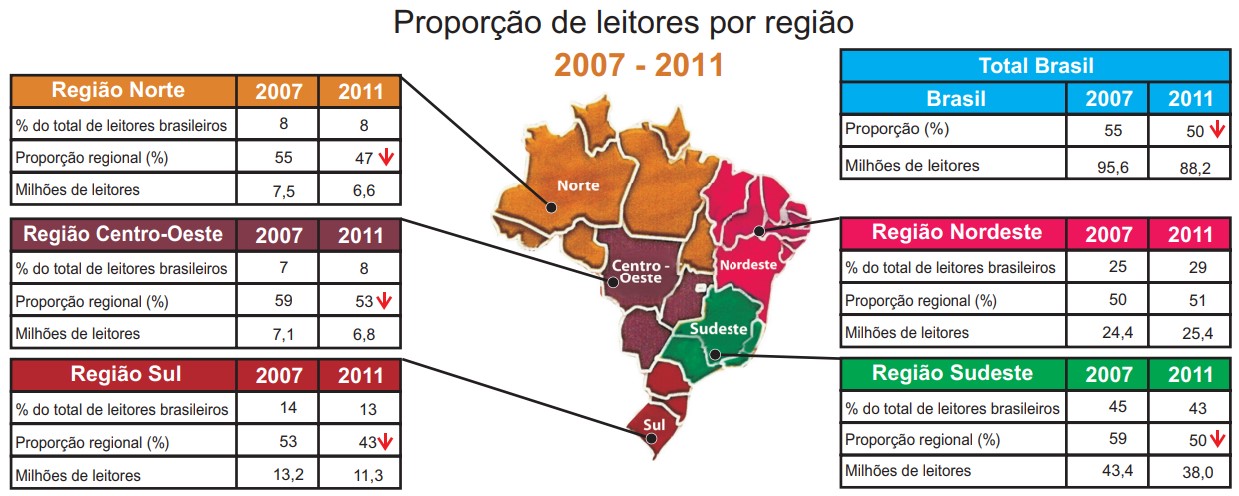 Proporção de leitores por região
2007 - 2011
Região Norte 2007 2011
% do total de leitores brasileiros 8 8
Proporção regional (%) 55 47
Milhões de leitores 7,5 6,6
Região Centro-Oeste 2007 2011
% do total de leitores brasileiros 7 8
Proporção regional (%) 59 53
Milhões de leitores 7,1 6,8
Região Sul 2007 2011
% do total de leitores brasileiros 14 13
Proporção regional (%) 53 43
Milhões de leitores 13,2 11,3
Norte
Centro -
Oeste
Nordeste
Sudeste
Sul
Total Brasil
Brasil 2007 2011
Proporção (%) 55 50
Milhões de leitores 95,6 88,2
Região Nordeste 2007 2011
% do total de leitores brasileiros 25 29
Proporção regional (%) 50 51
Milhões de leitores 24,4 25,4
Região Sudeste 2007 2011
% do total de leitores brasileiros 45 43
Proporção regional (%) 59 50
Milhões de leitores 43,4 38,0